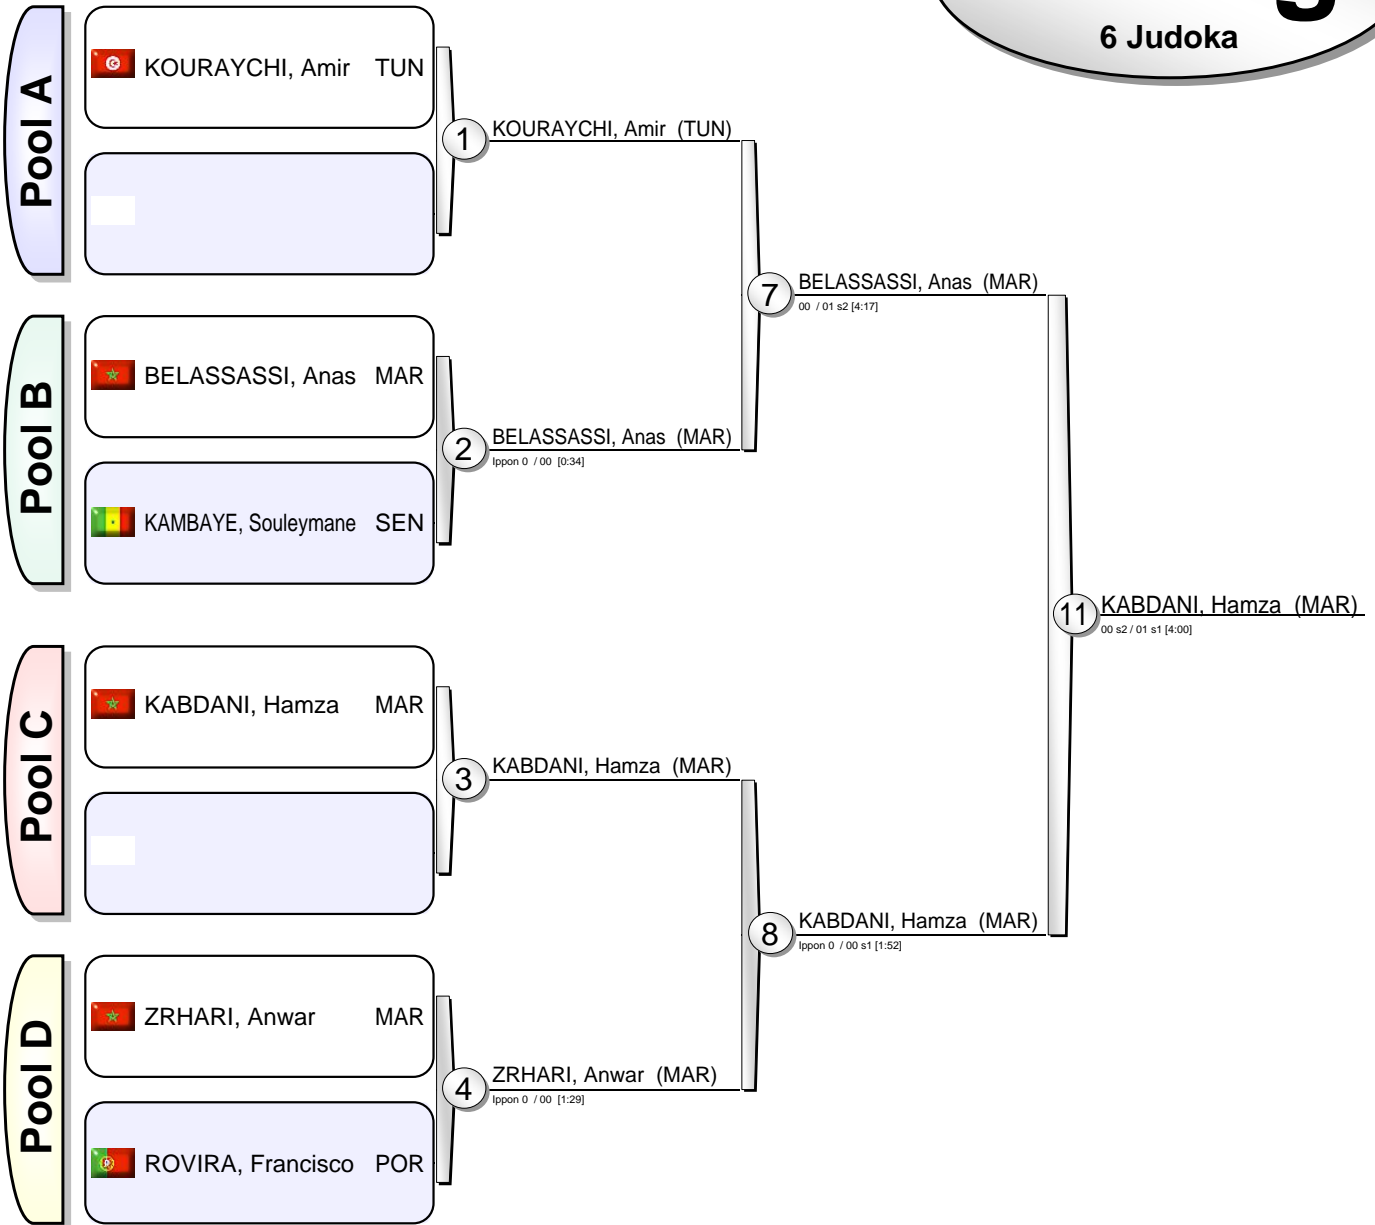 6 Judoka
Pool A
KOURAYCHI, Amir TUN
1
KOURAYCHI, Amir (TUN)
7
BELASSASSI, Anas (MAR)
00 / 01 s2 [4:17]
Pool B
BELASSASSI, Anas MAR
2
BELASSASSI, Anas (MAR)
Ippon 0 / 00 [0:34]
KAMBAYE, Souleymane SEN
11
KABDANI, Hamza (MAR)
00 s2 / 01 s1 [4:00]
Pool C
KABDANI, Hamza MAR
3
KABDANI, Hamza (MAR)
8
KABDANI, Hamza (MAR)
Ippon 0 / 00 s1 [1:52]
Pool D
ZRHARI, Anwar MAR
4
ZRHARI, Anwar (MAR)
Ippon 0 / 00 [1:29]
ROVIRA, Francisco POR